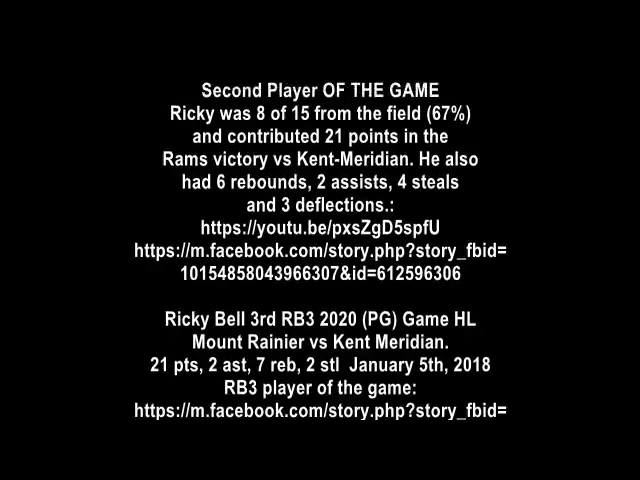 Second Player OF THE GAME
Ricky was 8 of 15 from the field (67%)
and contributed 21 points in the
Rams victory vs Kent-Meridian. He also
had 6 rebounds, 2 assists, 4 steals
and 3 deflections.:
https://youtu.be/pxsZgD5spfU
https://m.facebook.com/story.php?story_fbid=
10154858043966307&id=612596306
Ricky Bell 3rd RB3 2020 (PG) Game HL
Mount Rainier vs Kent Meridian.
21 pts, 2 ast, 7 reb, 2 stl  January 5th, 2018
RB3 player of the game:
https://m.facebook.com/story.php?story_fbid=